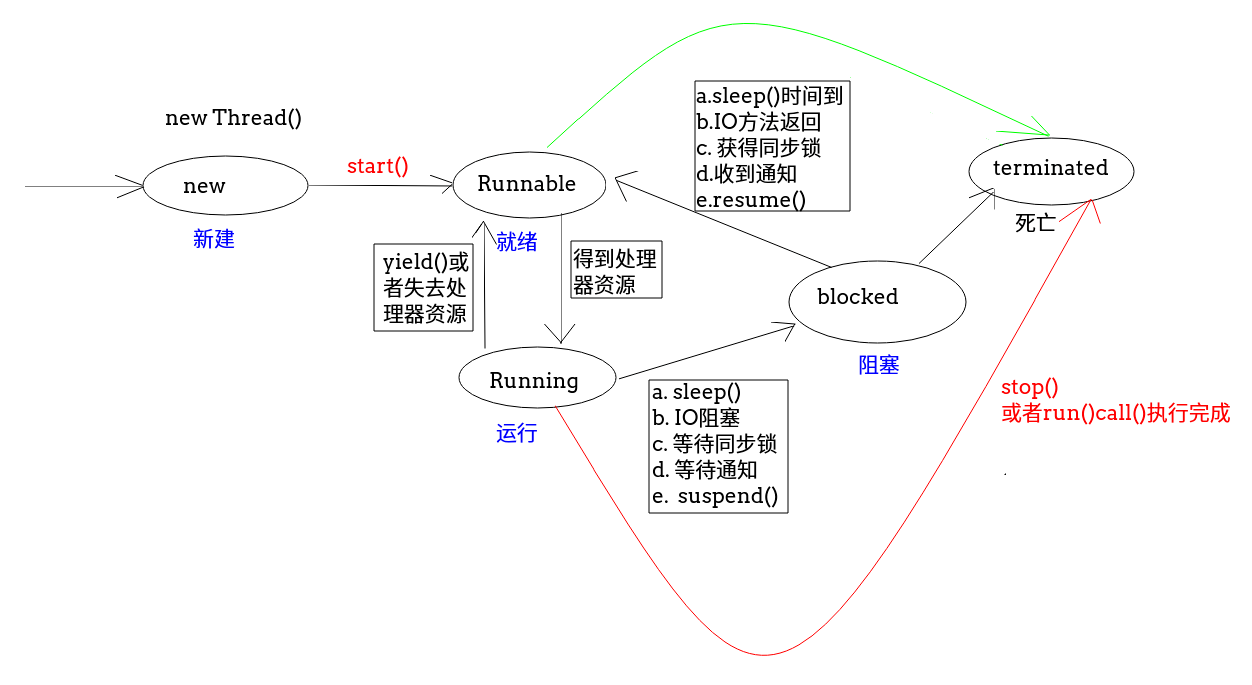 new Thread()
new
新建
start()
Runnable
就绪
yield()或
者失去处
理器资源
得到处理
器资源
Running
运行
a.sleep()时间到
b.IO方法返回
c. 获得同步锁
d.收到通知
e.resume()
blocked
阻塞
a. sleep()
b. IO阻塞
c. 等待同步锁
d. 等待通知
e. suspend()
terminated
死亡
stop()
或者run()call()执行完成